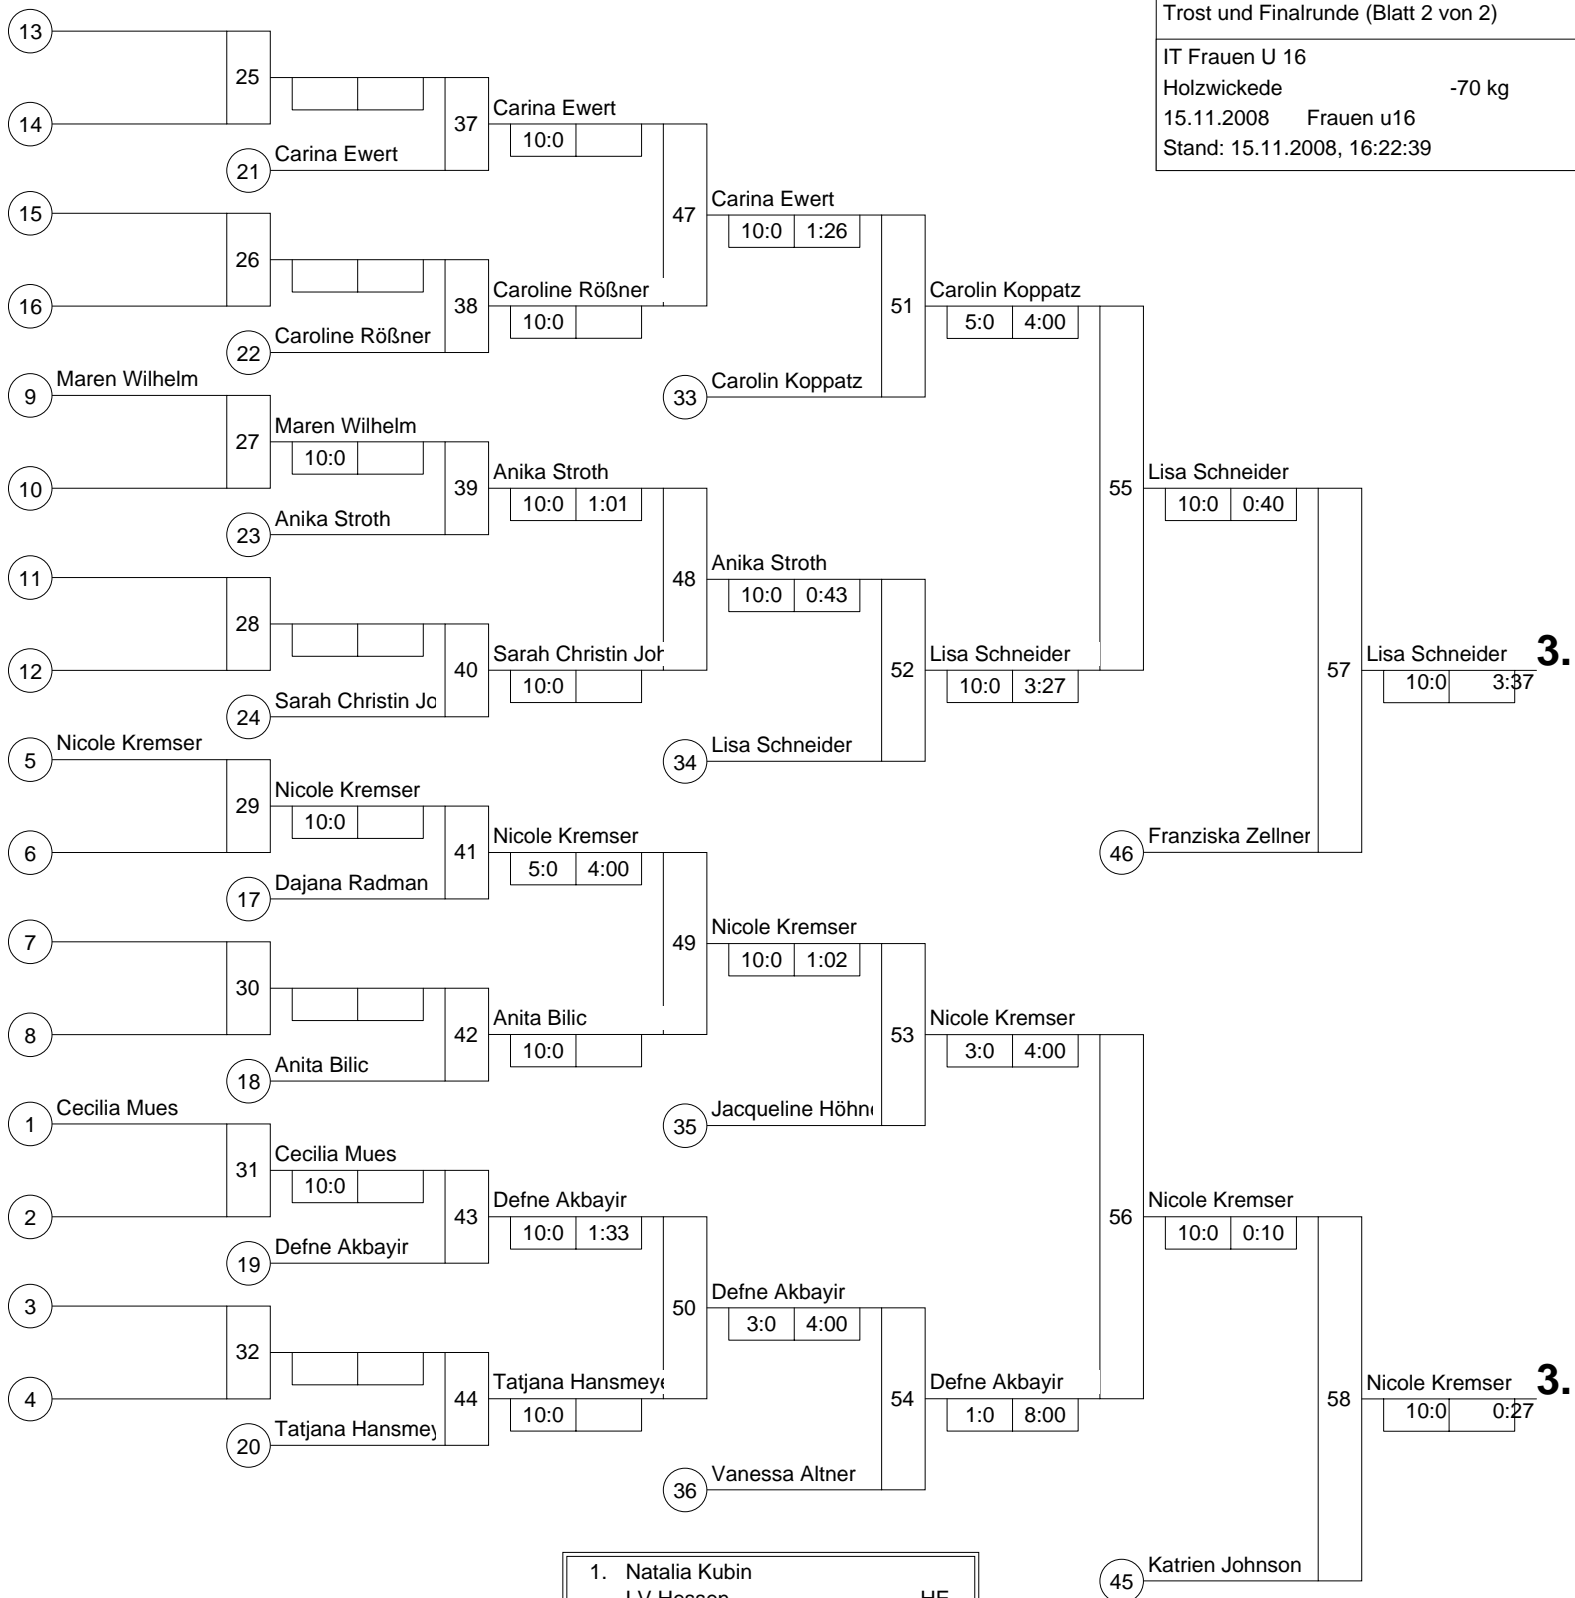 Trost und Finalrunde (Blatt 2 von 2)
IT Frauen U 16
Holzwickede -70 kg
15.11.2008 Frauen u16
Stand: 15.11.2008, 16:22:39
13
25
14
37
Carina Ewert
10:0
21 Carina Ewert
15
47
Carina Ewert
10:0 1:26
26
16
38
Caroline Rößner
10:0
22 Caroline Rößner
51
Carolin Koppatz
5:0 4:00
9 Maren Wilhelm
33 Carolin Koppatz
27
Maren Wilhelm
10:0
10
39
Anika Stroth
10:0 1:01
23 Anika Stroth
55
Lisa Schneider
10:0 0:40
11
48
Anika Stroth
10:0 0:43
28
12
40
Sarah Christin Joh
10:0
24 Sarah Christin Jo
52
Lisa Schneider
10:0 3:27
57
Lisa Schneider 3.
10:0 3:37
5 Nicole Kremser
34 Lisa Schneider
29
Nicole Kremser
10:0
6
41
Nicole Kremser
5:0 4:00
46 Franziska Zellner
17 Dajana Radman
7
49
Nicole Kremser
10:0 1:02
30
8
42
Anita Bilic
10:0
18 Anita Bilic
53
Nicole Kremser
3:0 4:00
1 Cecilia Mues
35
31
Cecilia Mues
10:0
2
43
Defne Akbayir
10:0 1:33
19 Defne Akbayir
56
Nicole Kremser
10:0 0:10
3
50
Defne Akbayir
3:0 4:00
32
4
44
Tatjana Hansmeye
10:0
20 Tatjana Hansmey
54
Defne Akbayir
1:0 8:00
58
Nicole Kremser 3.
10:0 0:27
36 Vanessa Altner
45 Katrien Johnson
1. Natalia Kubin
LV Hessen HE